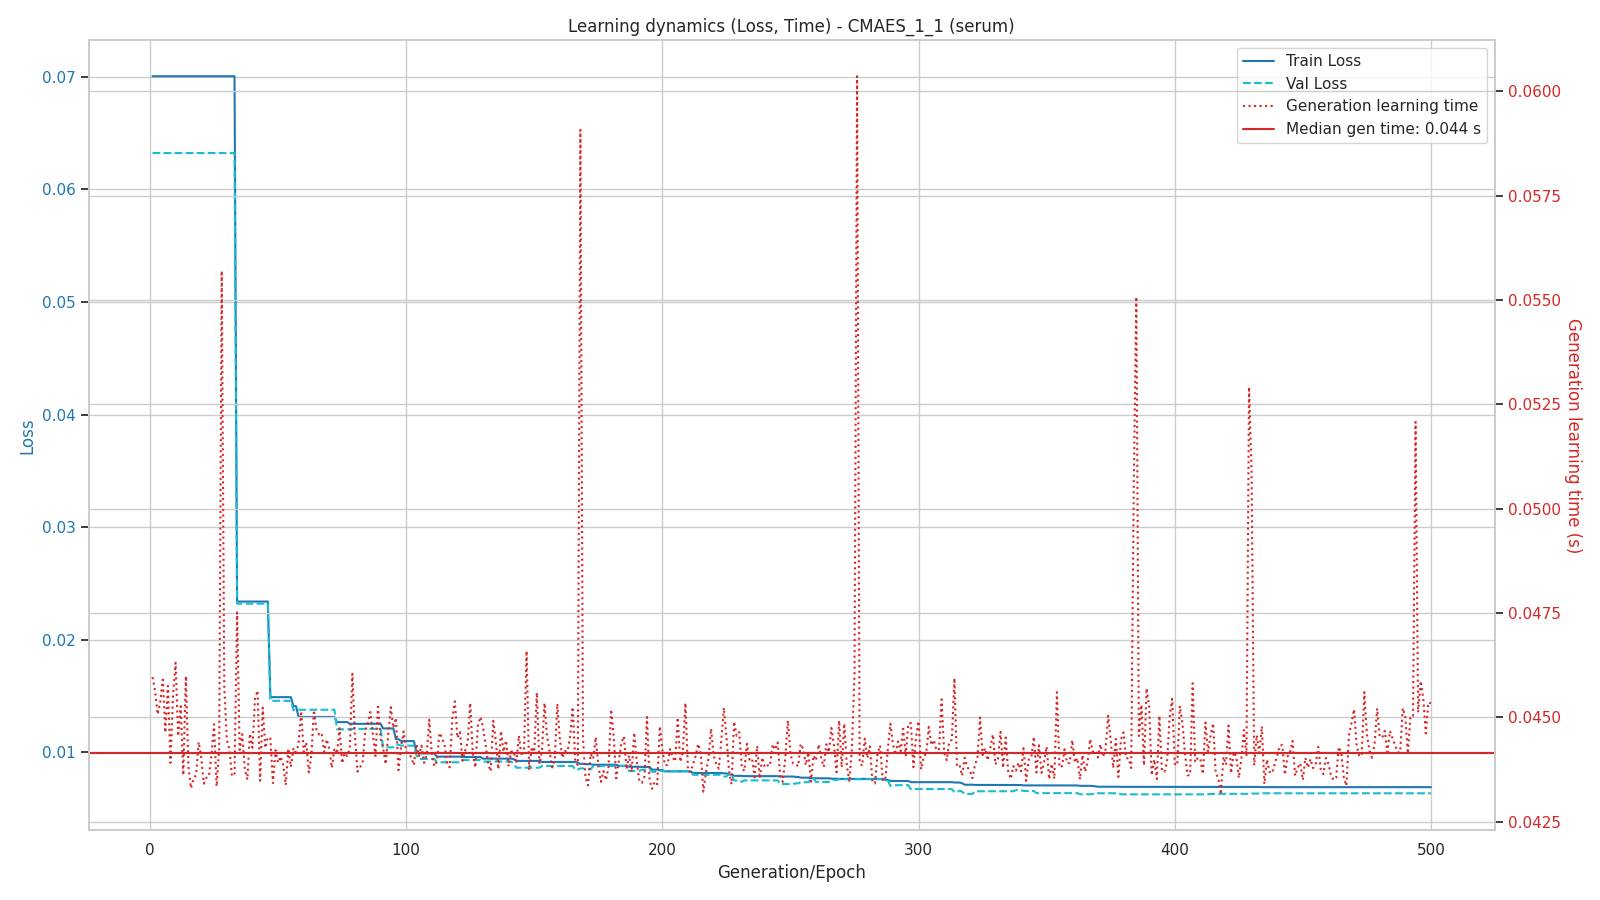 Learning dynamics (Loss, Time) - CMAES_1_1 (serum)
Train Loss
Val Loss
Generation learning time
Median gen time: 0.044 s
0.07
0.06
0.05
0.04
0.03
0.02
0.01
Loss
0.0600
0.0575
0.0550
0.0525
0.0500
0.0475
0.0450
0.0425
Generation learning time (s)
0
100
200
300
400
500
Generation/Epoch